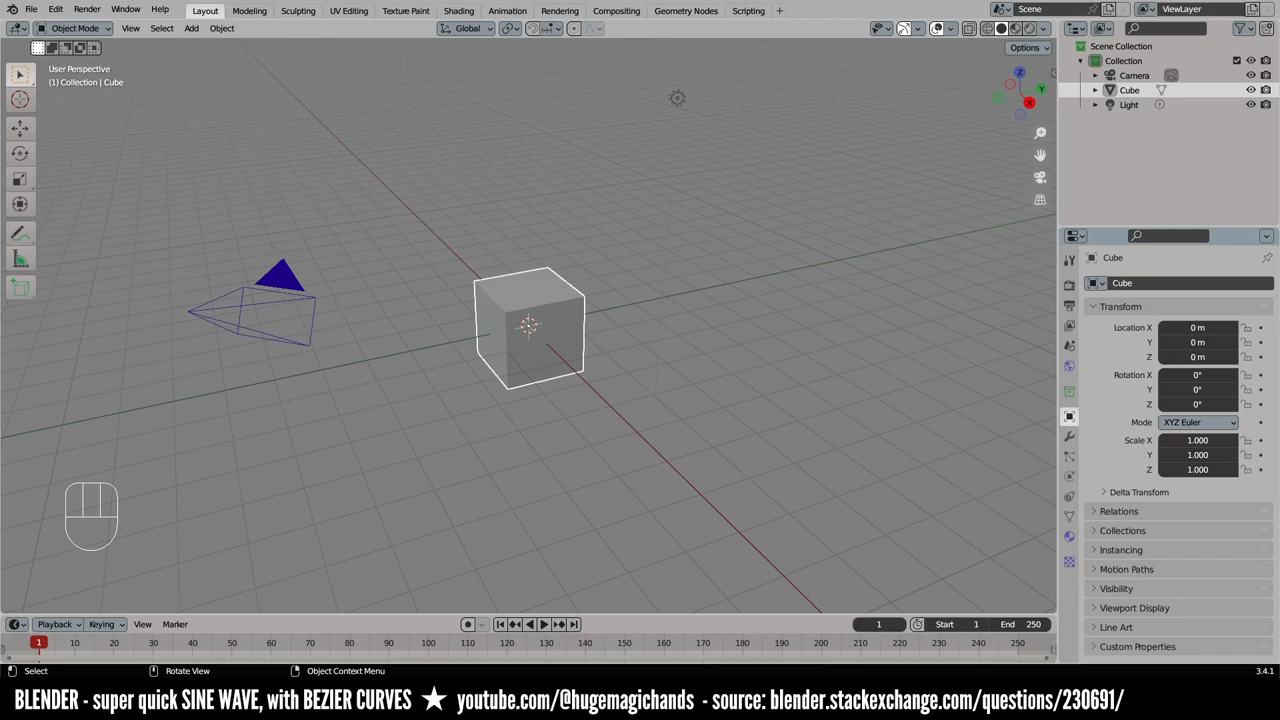 File Edit Render Window Help Layout Modeling Sculpting UV Editing Texture Paint Shading Animation Rendering Compositing Geometry Nodes Scripting + Scene ViewLayer
Object Mode View Select Add Object Global
Options
User Perspective
(1) Collection | Cube
Z
Y
X
Scene Collection
Collection
Camera
Cube
Light
Cube
Cube
Transform
Location X 0 m
Y 0 m
Z 0 m
Rotation X 0°
Y 0°
Z 0°
Mode XYZ Euler
Scale X 1.000
Y 1.000
Z 1.000
Delta Transform
Relations
Collections
Instancing
Motion Paths
Visibility
Viewport Display
Line Art
Custom Properties
Playback Keying View Marker 1 Start 1 End 250
1 10 20 30 40 50 60 70 80 90 100 110 120 130 140 150 160 170 180 190 200 210 220 230 240 250
Select Rotate View Object Context Menu 3.4.1
BLENDER - super quick SINE WAVE, with BEZIER CURVES ★ youtube.com/@hugemagichands - source: blender.stackexchange.com/questions/230691/